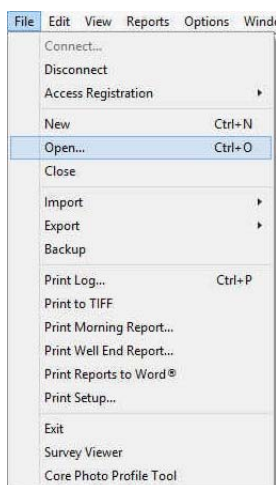 File Edit View Reports Options Wind
Connect...
Disconnect
Access Registration
New Ctrl+N
Open... Ctrl+O
Close
Import
Export
Backup
Print Log... Ctrl+P
Print to TIFF
Print Morning Report...
Print Well End Report...
Print Reports to Word®
Print Setup...
Exit
Survey Viewer
Core Photo Profile Tool